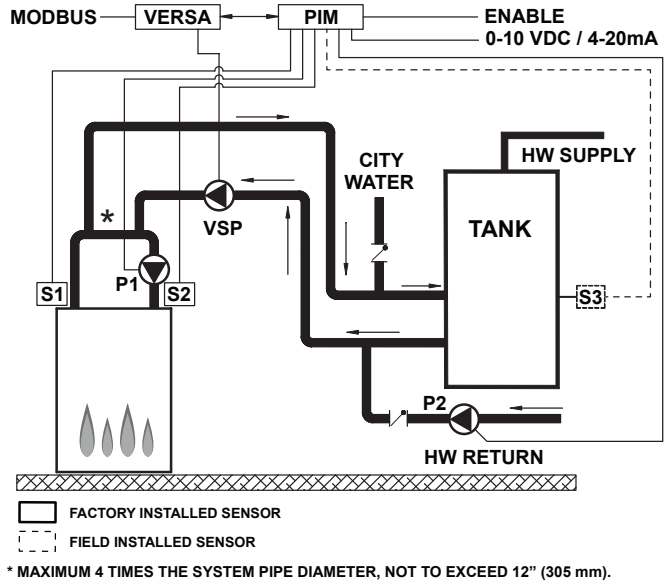 MODBUS
VERSA
PIM
ENABLE
0-10 VDC / 4-20mA
CITY
WATER
HW SUPPLY
TANK
*
VSP
P1
S1
S2
S3
P2
HW RETURN
FACTORY INSTALLED SENSOR
FIELD INSTALLED SENSOR
* MAXIMUM 4 TIMES THE SYSTEM PIPE DIAMETER, NOT TO EXCEED 12” (305 mm).